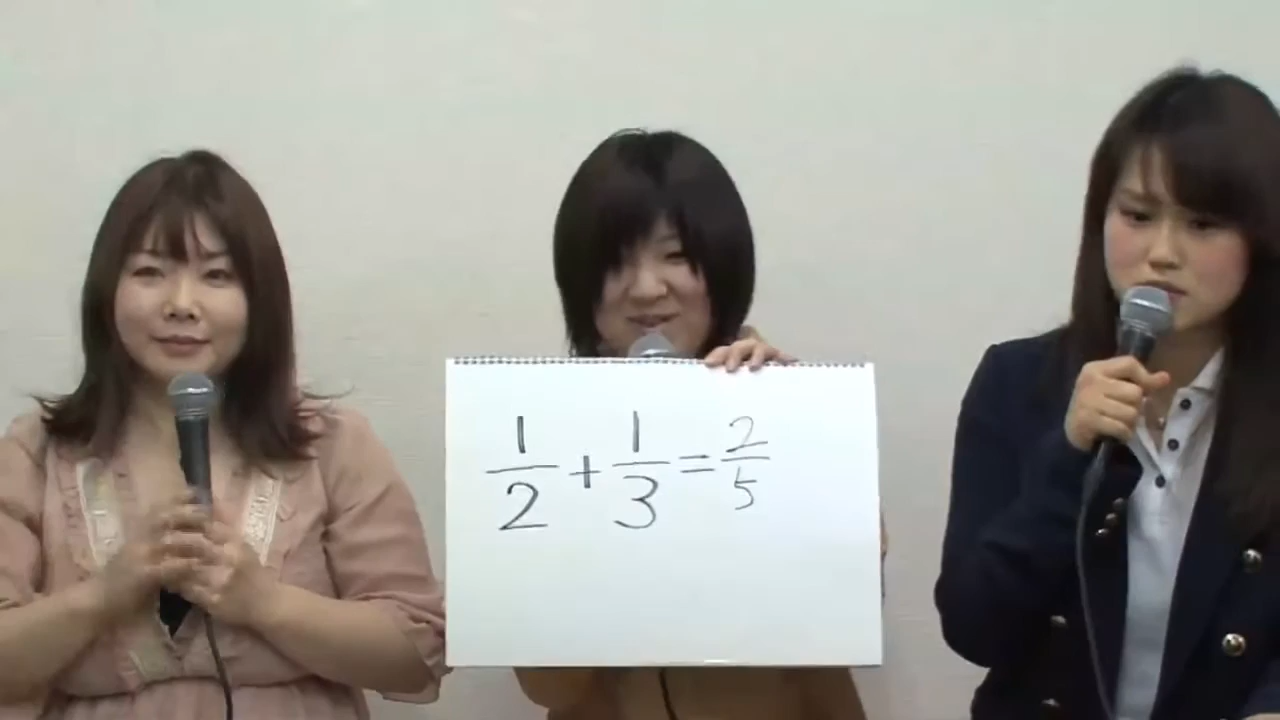 1/2 + 1/3 = 2/5